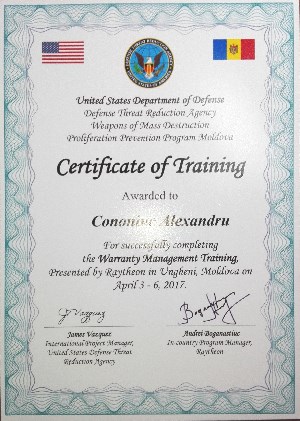 United States Department of Defense
Defense Threat Reduction Agency
Weapons of Mass Destruction
Proliferation Prevention Program Moldova
Certificate of Training
Awarded to
Alexandru
For successfully completing
the Warranty Management Training,
Presented by Raytheon in Ungheni, Moldova on
April 3 - 6, 2017.
James Vazquez
International Project Manager,
United States Defense Threat
Reduction Agency
Andrei Boganastiuc
In-country Program Manager,
Raytheon